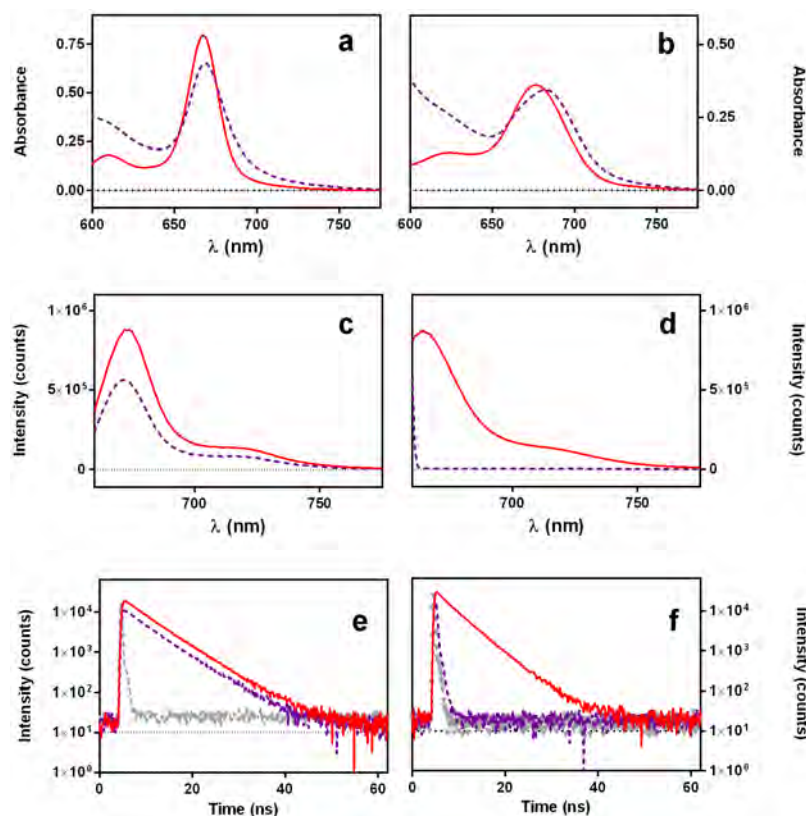 a
0.75
0.50
0.25
0.00
Absorbance
600 650 700 750
λ (nm)
b
0.50
0.25
0.00
Absorbance
600 650 700 750
λ (nm)
c
1×10⁶
5×10⁵
0
Intensity (counts)
700 750
λ (nm)
d
1×10⁶
5×10⁵
0
Intensity (counts)
700 750
λ (nm)
e
1×10⁴
1×10³
1×10²
1×10¹
1×10⁰
Intensity (counts)
0 20 40 60
Time (ns)
f
1×10⁴
1×10³
1×10²
1×10¹
1×10⁰
Intensity (counts)
0 20 40 60
Time (ns)